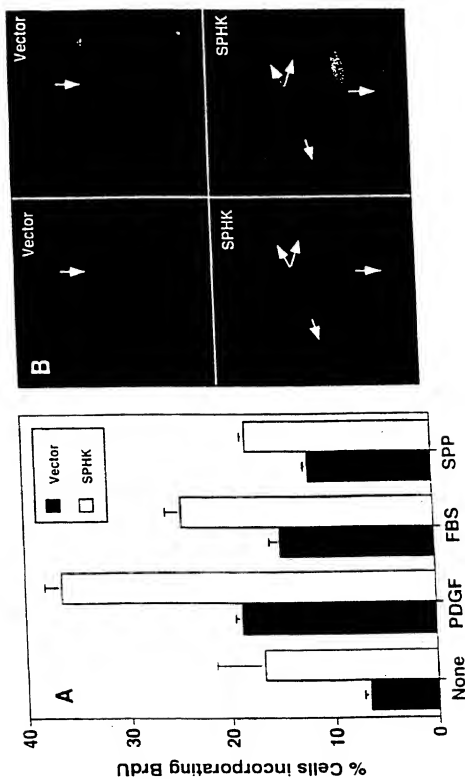 A
Vector
SPHK
% Cells incorporating BrdU
40
30
20
10
0
None
PDGF
FBS
SPP
B
Vector
Vector
SPHK
SPHK